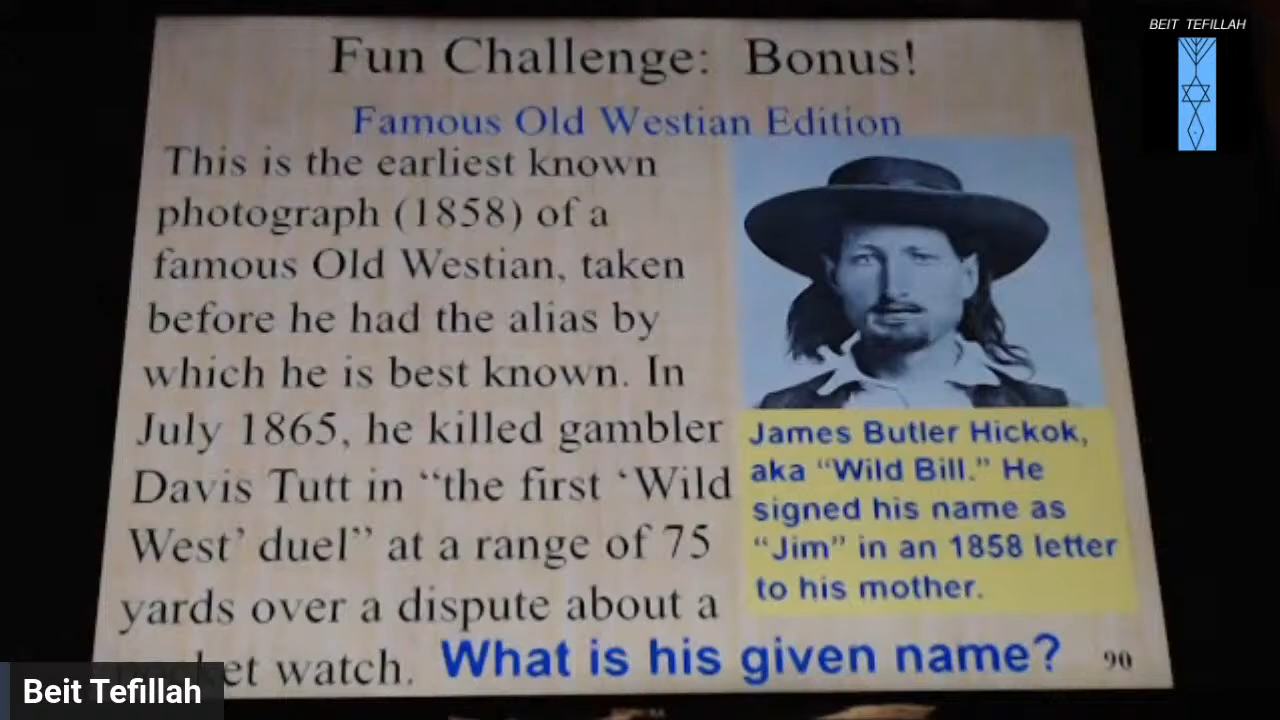 BEIT TEFILLAH
Fun Challenge: Bonus!
Famous Old Westian Edition
This is the earliest known
photograph (1858) of a
famous Old Westian, taken
before he had the alias by
which he is best known. In
July 1865, he killed gambler
Davis Tutt in “the first ‘Wild
West’ duel” at a range of 75
yards over a dispute about a
et watch.
James Butler Hickok,
aka “Wild Bill.” He
signed his name as
“Jim” in an 1858 letter
to his mother.
What is his given name?
90
Beit Tefillah